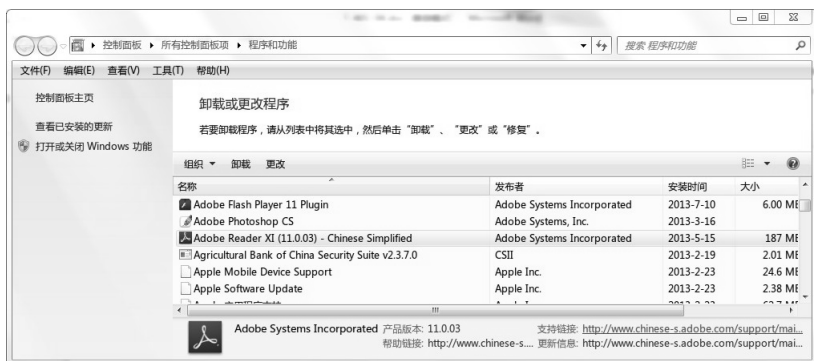 控制面板 ▸ 所有控制面板项 ▸ 程序和功能
搜索 程序和功能
文件(F) 编辑(E) 查看(V) 工具(T) 帮助(H)
控制面板主页
查看已安装的更新
打开或关闭 Windows 功能
卸载或更改程序
若要卸载程序，请从列表中将其选中，然后单击“卸载”、“更改”或“修复”。
组织 卸载 更改
名称 发布者 安装时间 大小
Adobe Flash Player 11 Plugin Adobe Systems Incorporated 2013-7-10 6.00 ME
Adobe Photoshop CS Adobe Systems, Inc. 2013-3-16
Adobe Reader XI (11.0.03) - Chinese Simplified Adobe Systems Incorporated 2013-5-15 187 ME
Agricultural Bank of China Security Suite v2.3.7.0 CSII 2013-2-19 2.01 ME
Apple Mobile Device Support Apple Inc. 2013-2-23 24.6 ME
Apple Software Update Apple Inc. 2013-2-23 2.38 ME
Adobe Systems Incorporated 产品版本: 11.0.03 支持链接: http://www.chinese-s.adobe.com/support/mai...
帮助链接: http://www.chinese-s.... 更新信息: http://www.chinese-s.adobe.com/support/mai...